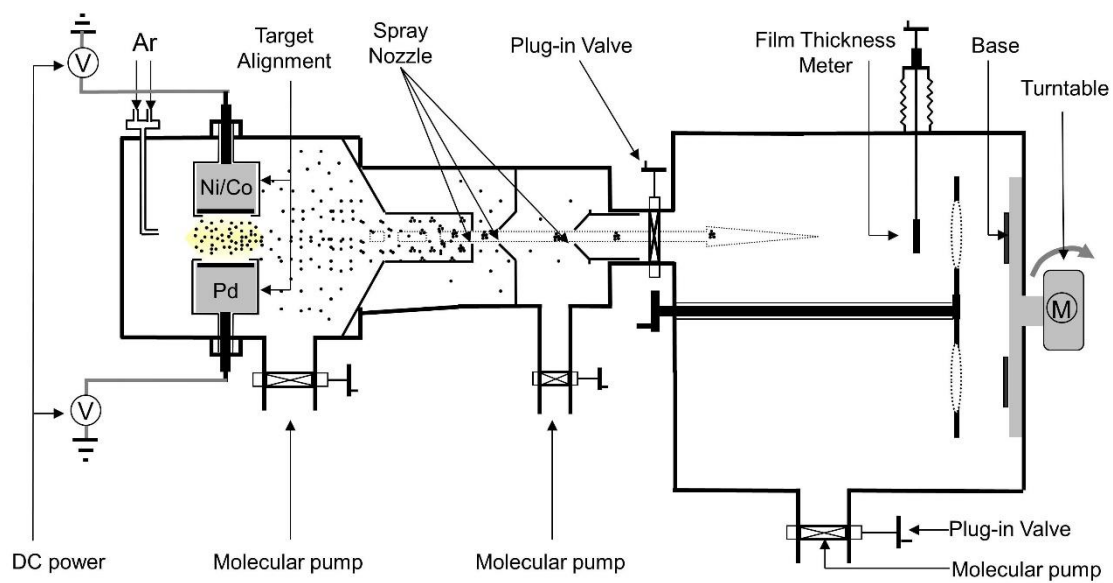 Ar
V
Target
Alignment
Spray
Nozzle
Plug-in Valve
Film Thickness
Meter
Base
Turntable
Ni/Co
Pd
M
V
DC power
Molecular pump
Molecular pump
Plug-in Valve
Molecular pump